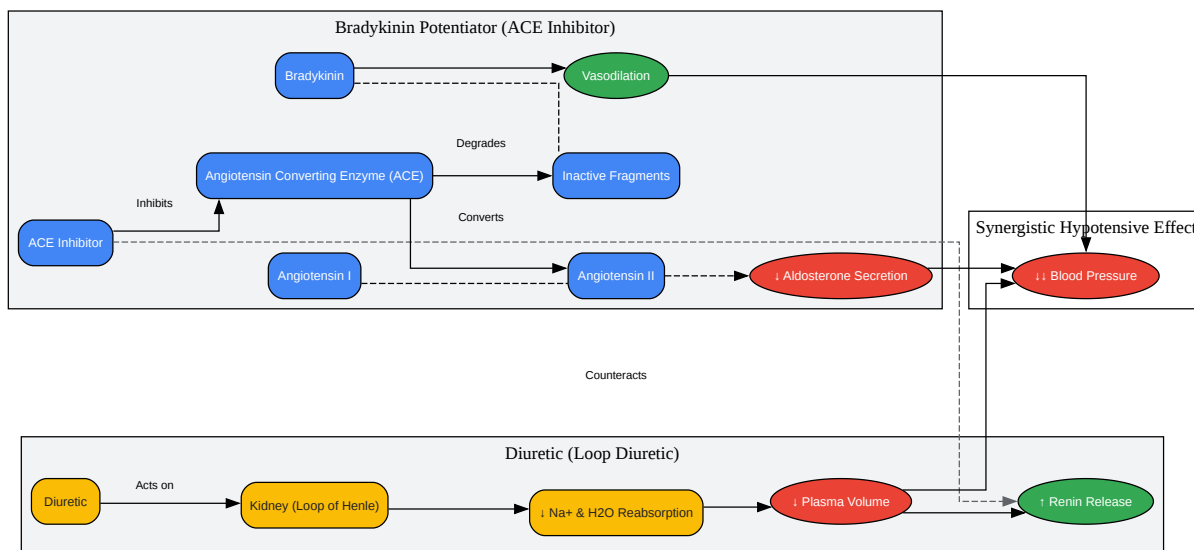 Bradykinin Potentiator (ACE Inhibitor)
Bradykinin
Vasodilation
Degrades
Angiotensin Converting Enzyme (ACE)
Inactive Fragments
Inhibits
Converts
ACE Inhibitor
Synergistic Hypotensive Effect
Angiotensin I
Angiotensin II
↓ Aldosterone Secretion
↓↓ Blood Pressure
Counteracts
Diuretic (Loop Diuretic)
Acts on
Diuretic
Kidney (Loop of Henle)
↓ Na+ & H2O Reabsorption
↓ Plasma Volume
↑ Renin Release